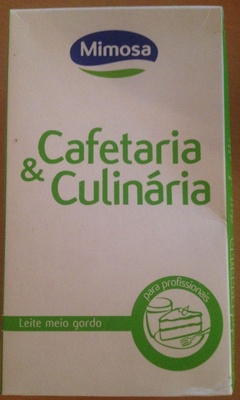 Mimosa
Cafetaria
& Culinária
para profissionais
Leite meio gordo